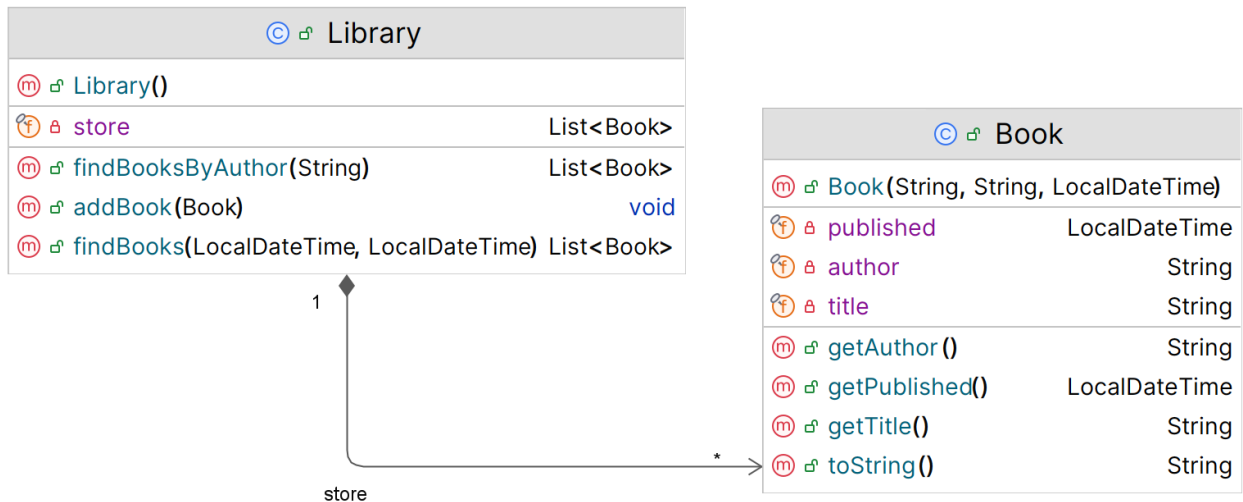 C Library
m Library()
f store List<Book>
m findBooksByAuthor(String) List<Book>
m addBook(Book) void
m findBooks(LocalDateTime, LocalDateTime) List<Book>
1
C Book
m Book(String, String, LocalDateTime)
f published LocalDateTime
f author String
f title String
m getAuthor() String
m getPublished() LocalDateTime
m getTitle() String
m toString() String
*
store